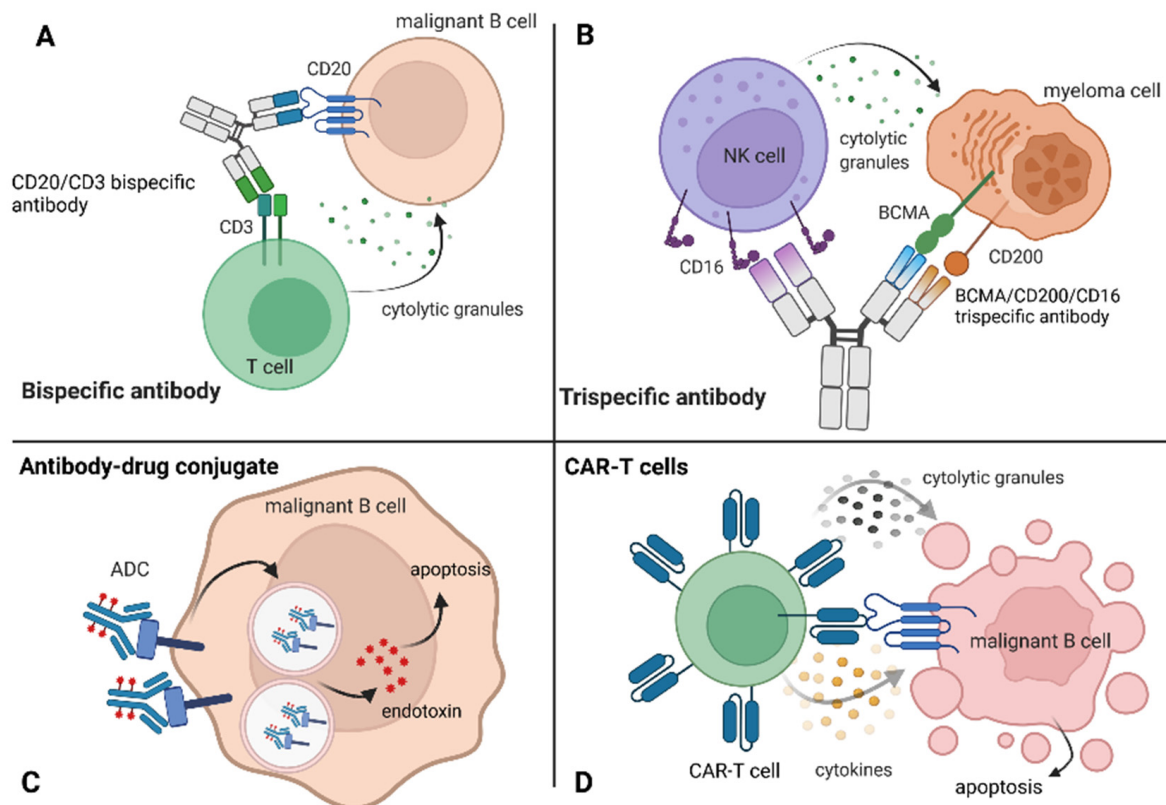 A
malignant B cell
CD20
CD20/CD3 bispecific
antibody
CD3
cytolytic granules
T cell
Bispecific antibody
B
myeloma cell
NK cell
cytolytic
granules
BCMA
CD16
CD200
BCMA/CD200/CD16
trispecific antibody
Trispecific antibody
Antibody-drug conjugate
malignant B cell
ADC
apoptosis
endotoxin
C
CAR-T cells
cytolytic granules
malignant B cell
CAR-T cell
cytokines
apoptosis
D